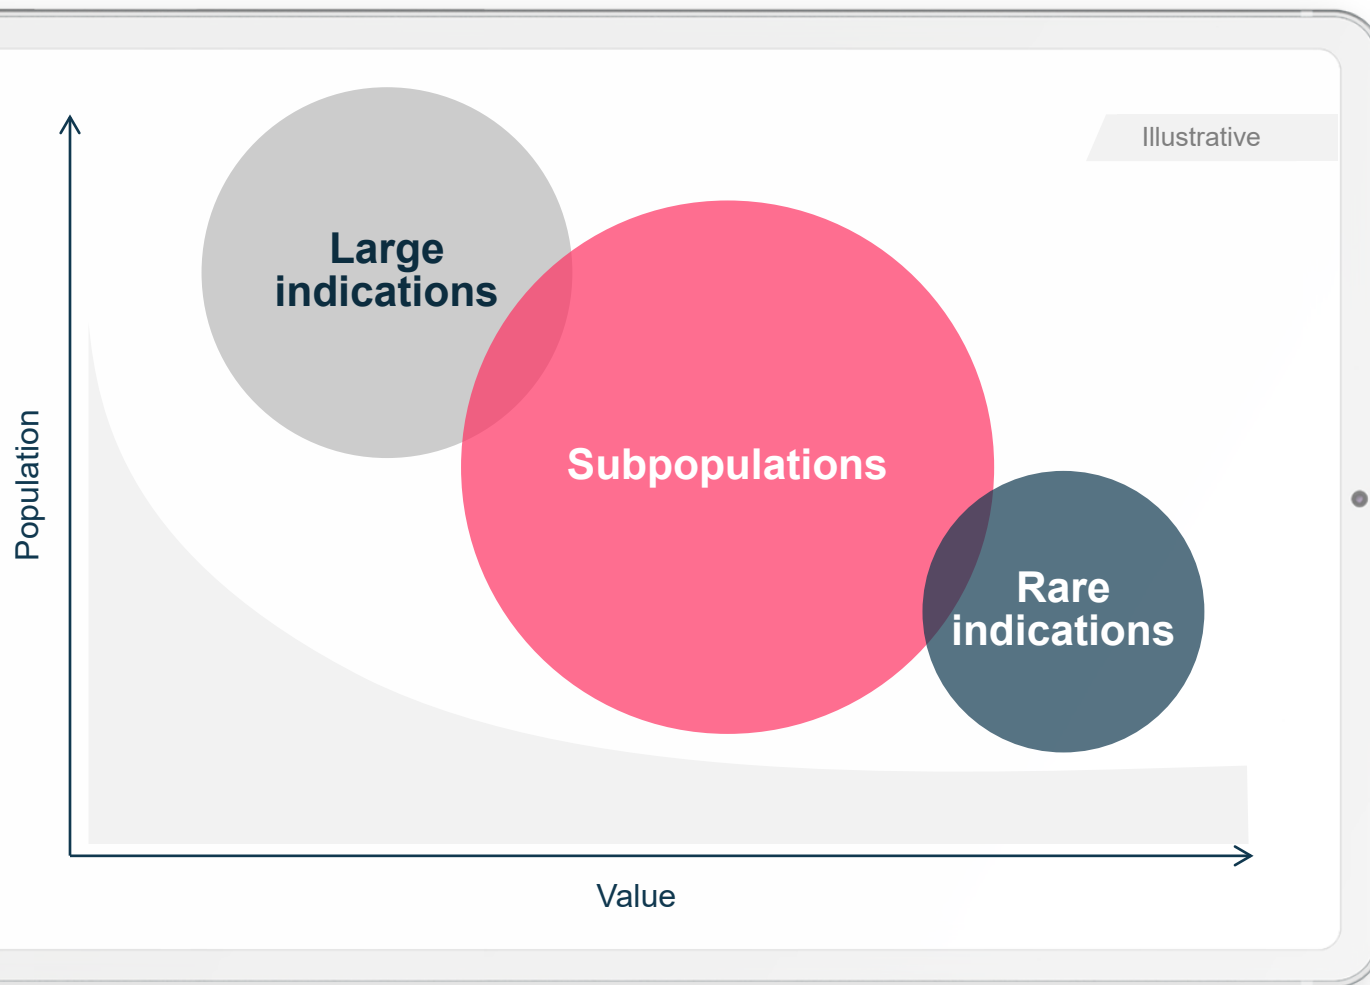 Illustrative
Large
indications
Subpopulations
Rare
indications
Population
Value